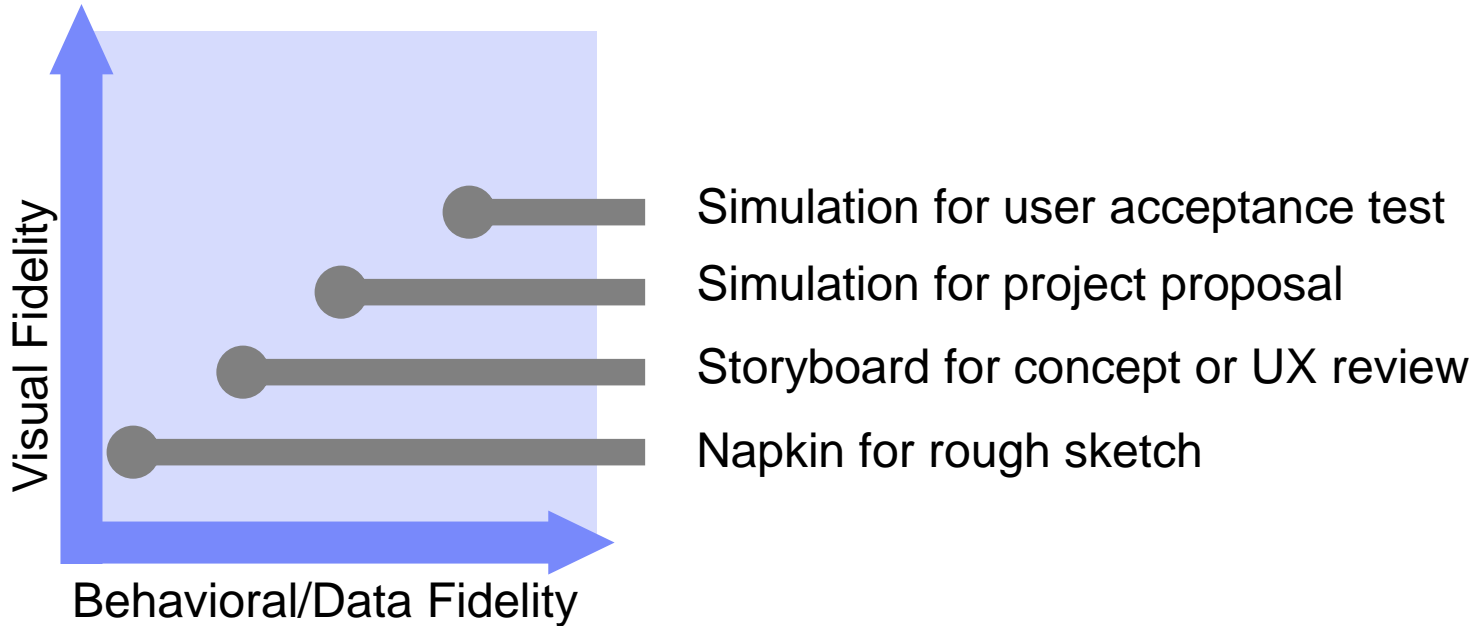 Visual Fidelity
Simulation for user acceptance test
Simulation for project proposal
Storyboard for concept or UX review
Napkin for rough sketch
Behavioral/Data Fidelity